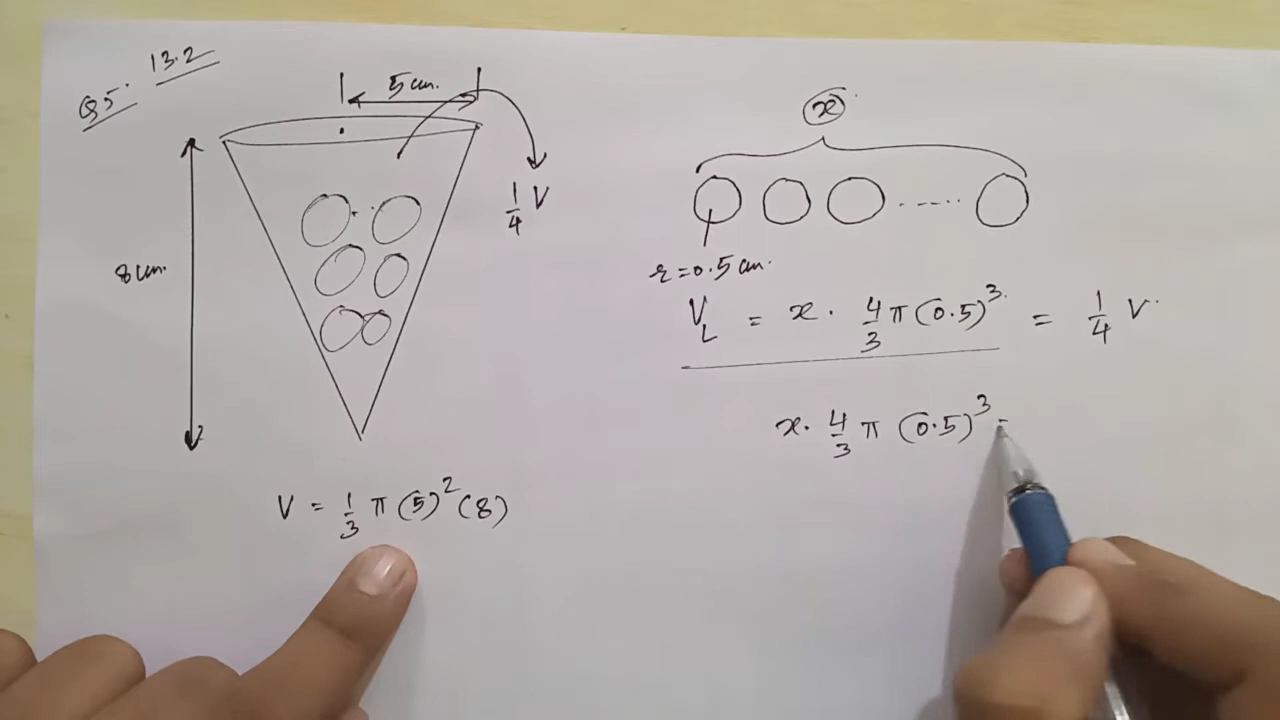 Q5. 13.2
5 cm.
8 cm.
1/4 V
x
.....
r=0.5 cm.
V_L = x. 4/3 π (0.5)^3 = 1/4 V
x. 4/3 π (0.5)^3 =
V = 1/3 π (5)^2 (8)